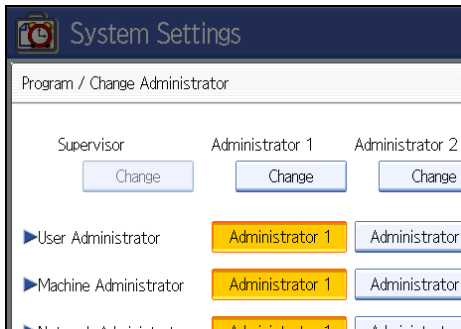 System Settings
Program / Change Administrator
Supervisor Administrator 1 Administrator 2
Change Change Change
▶User Administrator Administrator 1 Administrator
▶Machine Administrator Administrator 1 Administrator